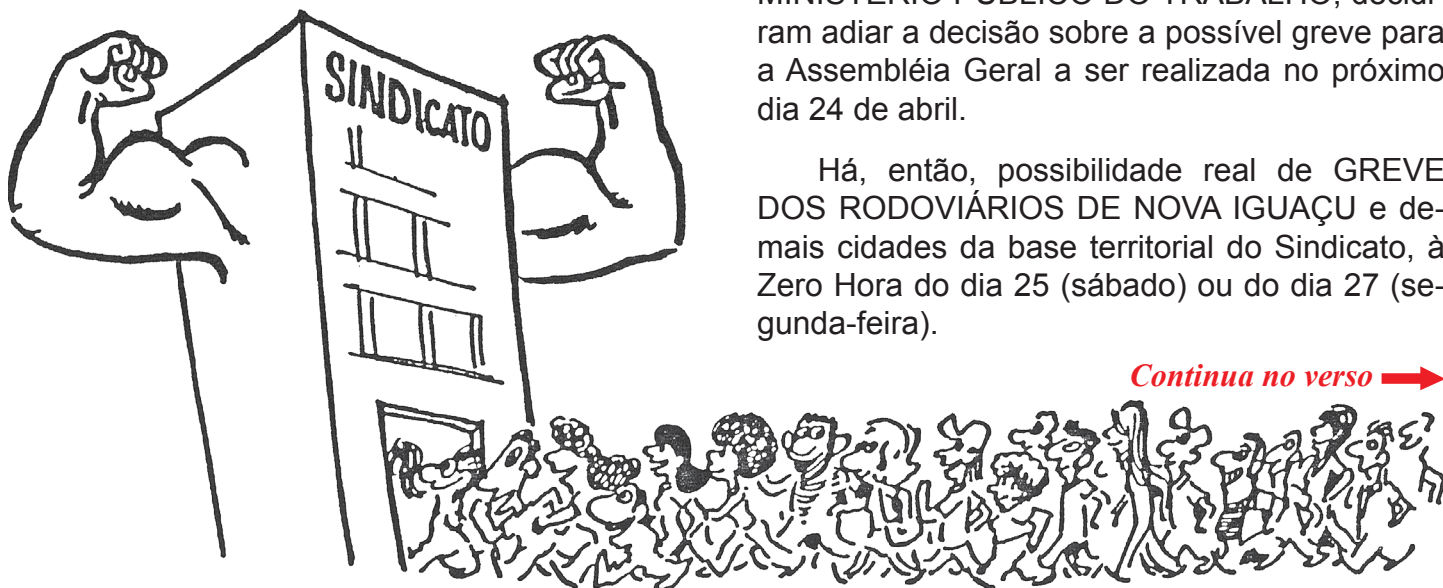 SINDICATO
MINISTÉRIO PÚBLICO DO TRABALHO, decidi-
ram adiar a decisão sobre a possível greve para
a Assembléia Geral a ser realizada no próximo
dia 24 de abril.
Há, então, possibilidade real de GREVE
DOS RODOVIÁRIOS DE NOVA IGUAÇU e de-
mais cidades da base territorial do Sindicato, à
Zero Hora do dia 25 (sábado) ou do dia 27 (se-
gunda-feira).
Continua no verso